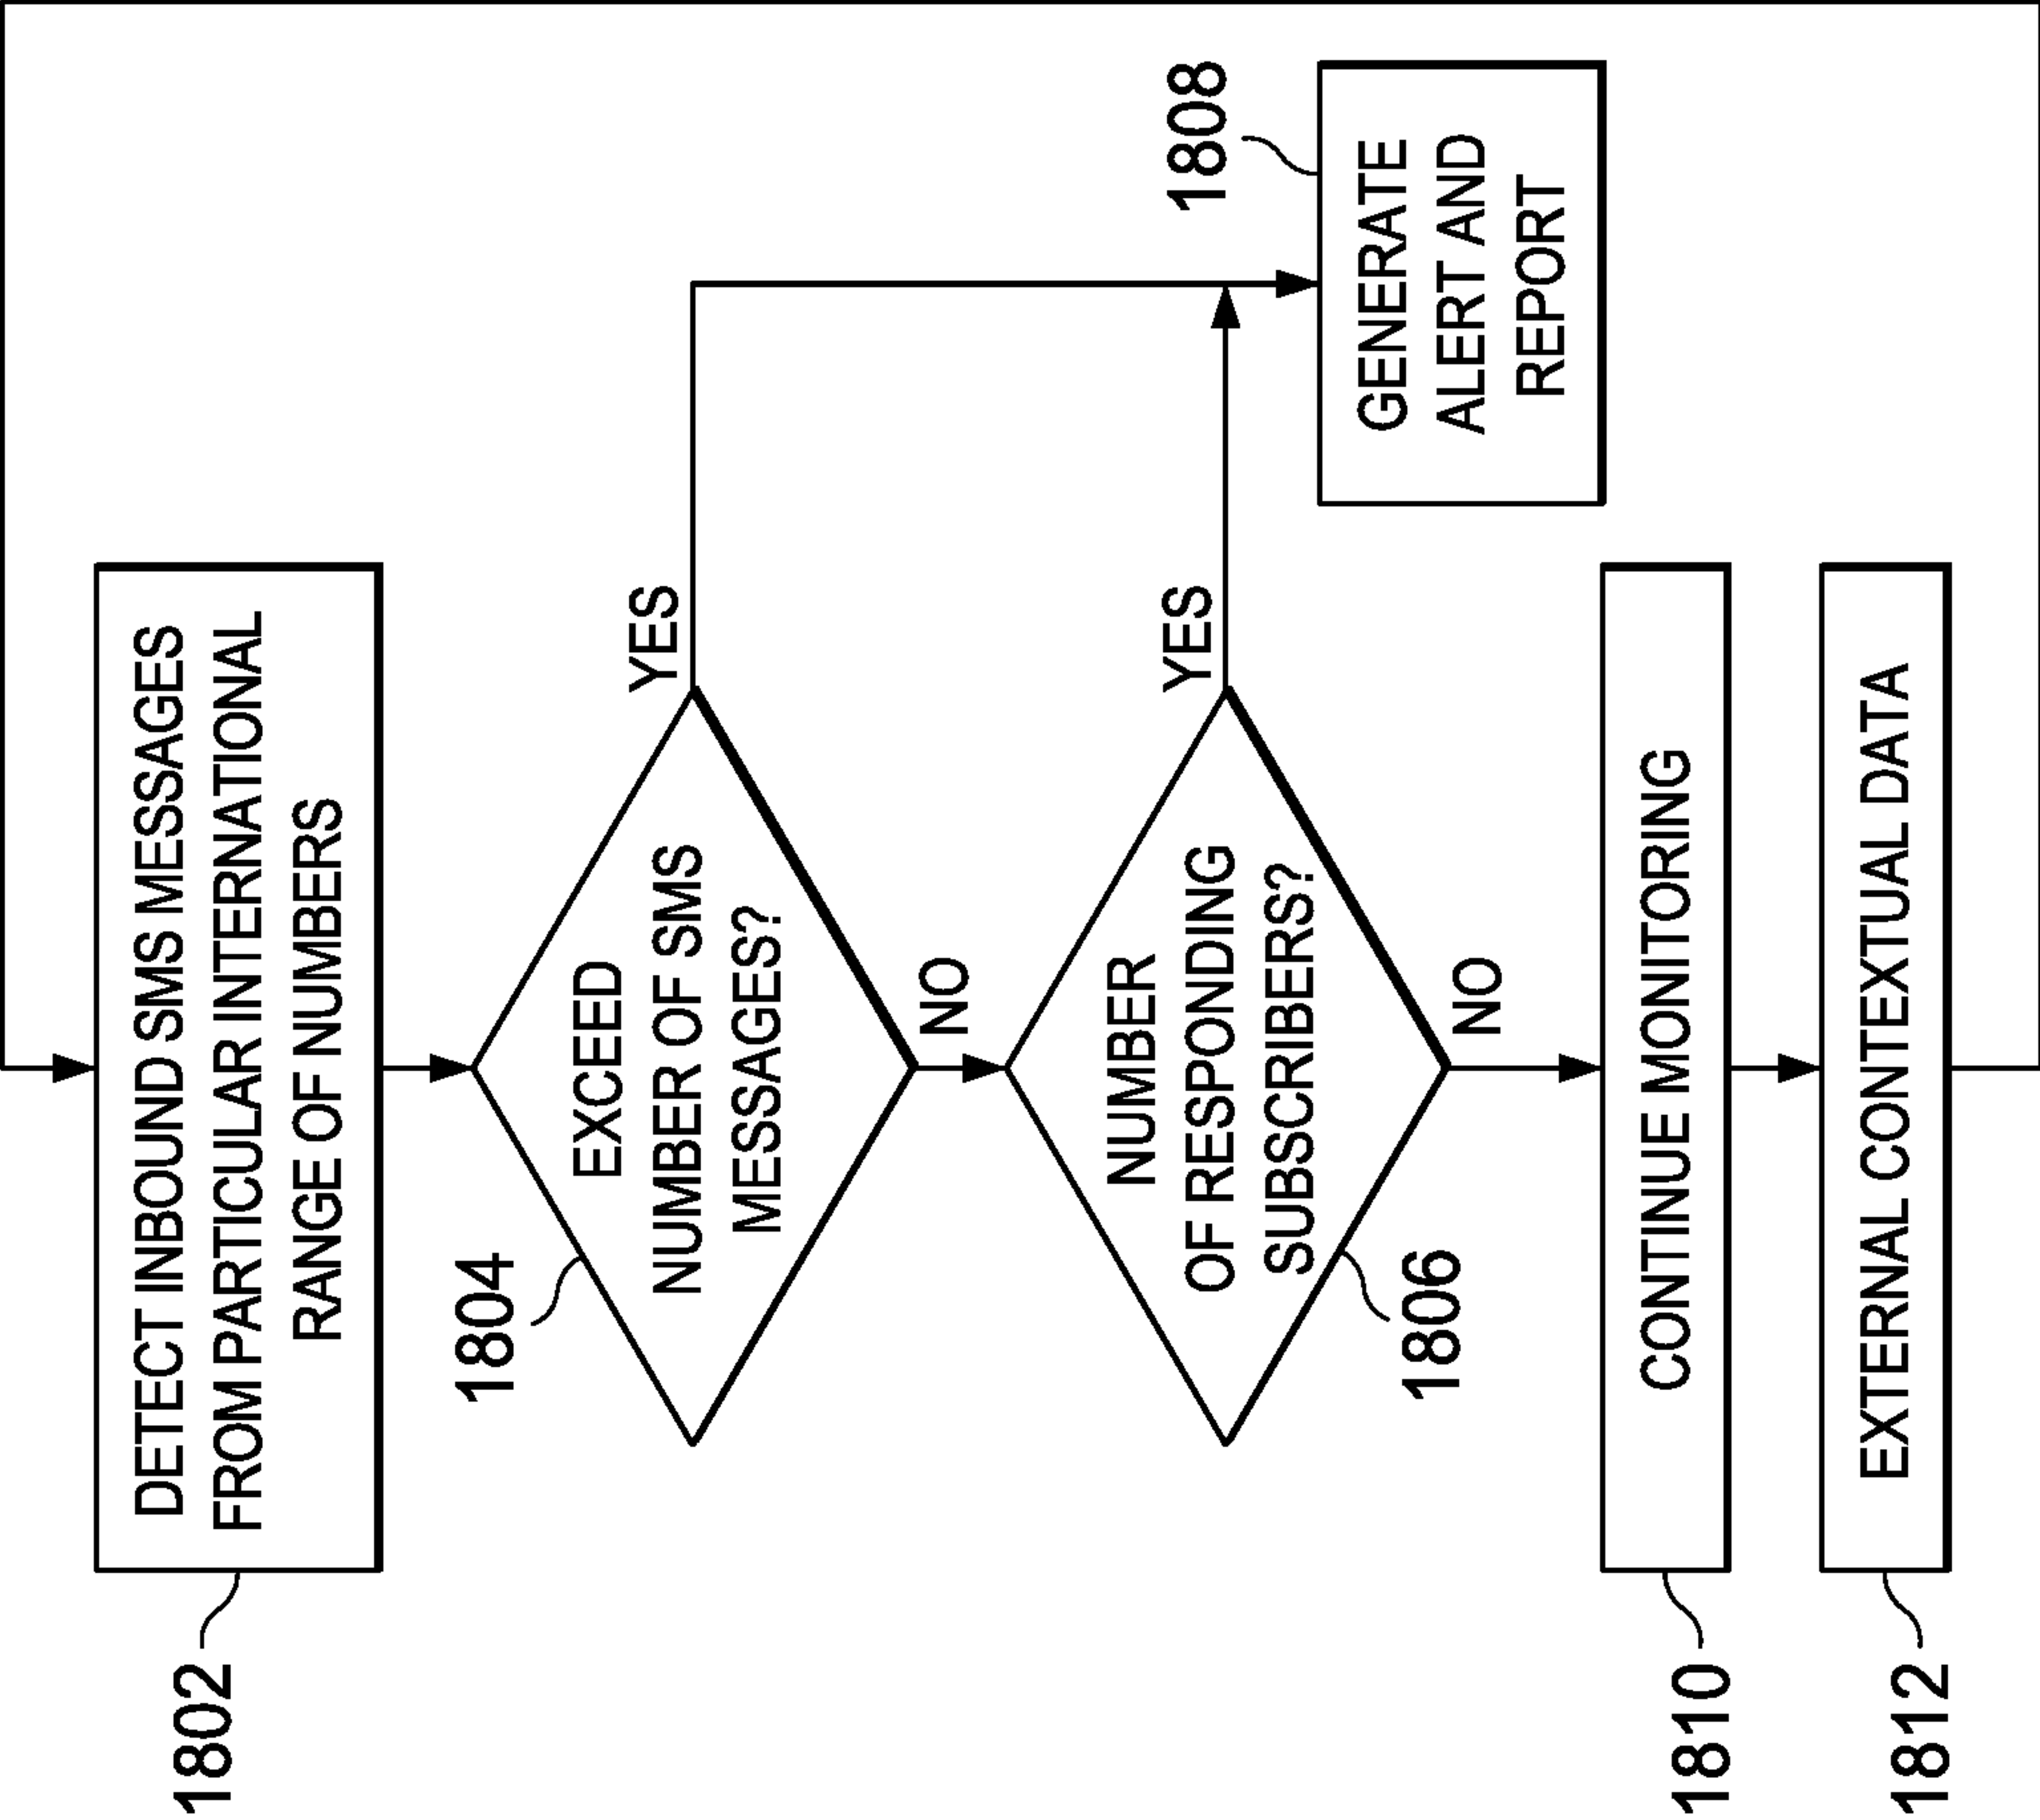 1802
DETECT INBOUND SMS MESSAGES
FROM PARTICULAR INTERNATIONAL
RANGE OF NUMBERS
1804
EXCEED
NUMBER OF SMS
MESSAGES?
YES
NO
NUMBER
OF RESPONDING
SUBSCRIBERS?
1806
YES
NO
1808
GENERATE
ALERT AND
REPORT
1810
CONTINUE MONITORING
1812
EXTERNAL CONTEXTUAL DATA